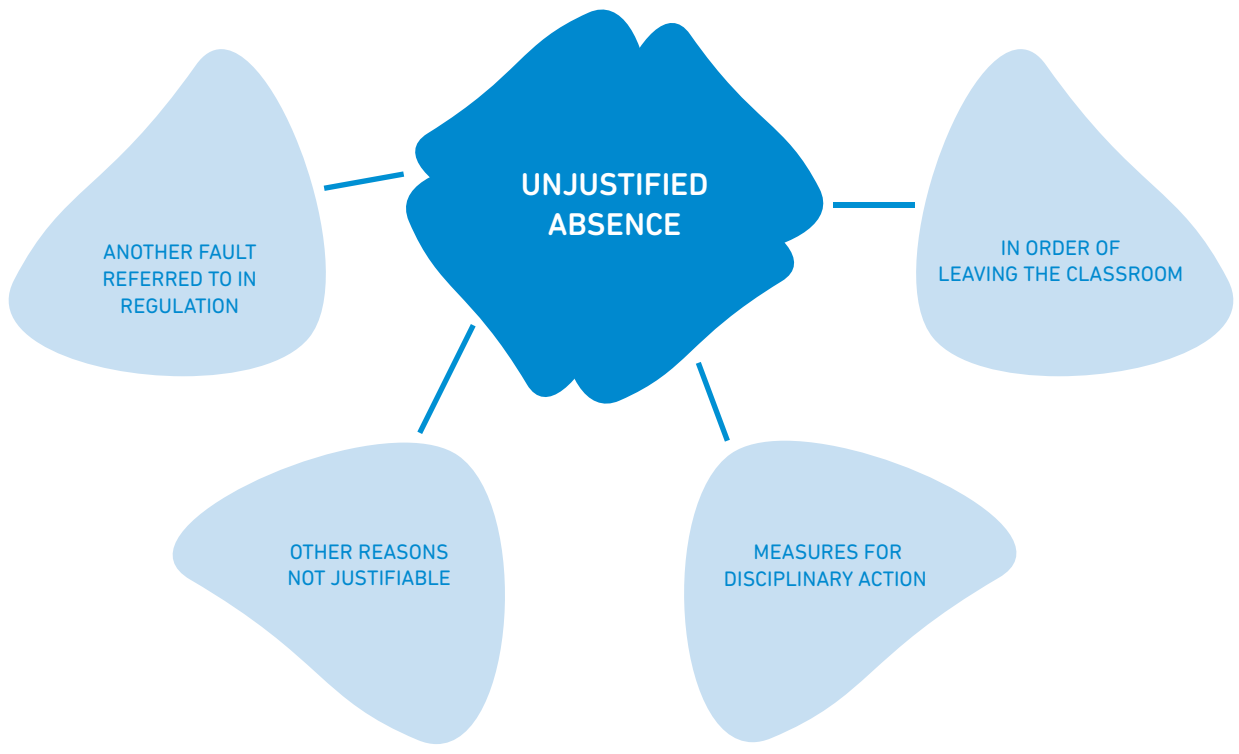 UNJUSTIFIED
ABSENCE
ANOTHER FAULT
REFERRED TO IN
REGULATION
IN ORDER OF
LEAVING THE CLASSROOM
OTHER REASONS
NOT JUSTIFIABLE
MEASURES FOR
DISCIPLINARY ACTION